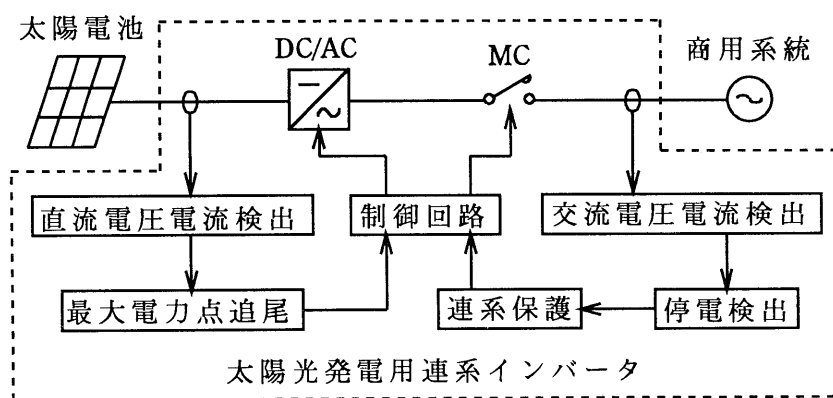 太陽電池
DC/AC
MC
商用系統
直流電圧電流検出
制御回路
交流電圧電流検出
最大電力点追尾
連系保護
停電検出
太陽光発電用連系インバータ